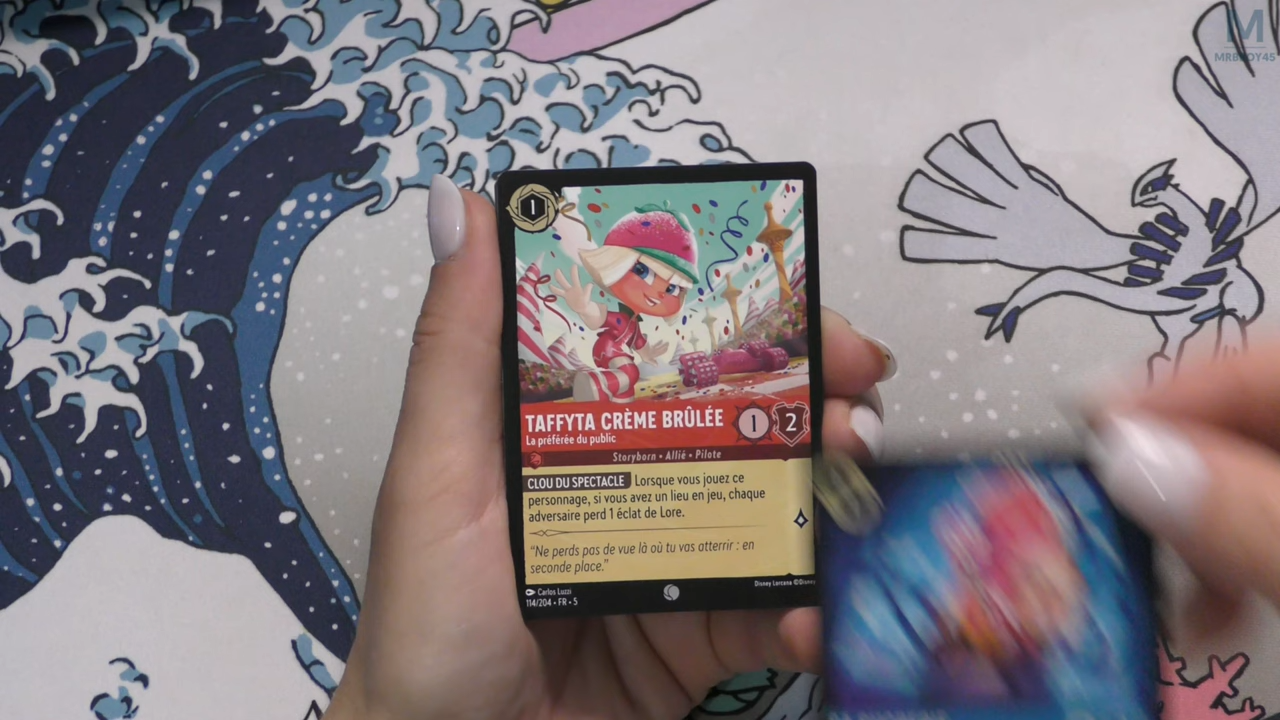 M
1
TAFFYTA CRÈME BRÛLÉE
1 2
La préférée du public
Storyborn • Allié • Pilote
CLOU DU SPECTACLE Lorsque vous jouez ce
personnage, si vous avez un lieu en jeu, chaque
adversaire perd 1 éclat de Lore.
"Ne perds pas de vue là où tu vas atterrir : en
seconde place."
Carlos Luzzi
Disney Lorcana ©Disney
114/204 • FR • 5